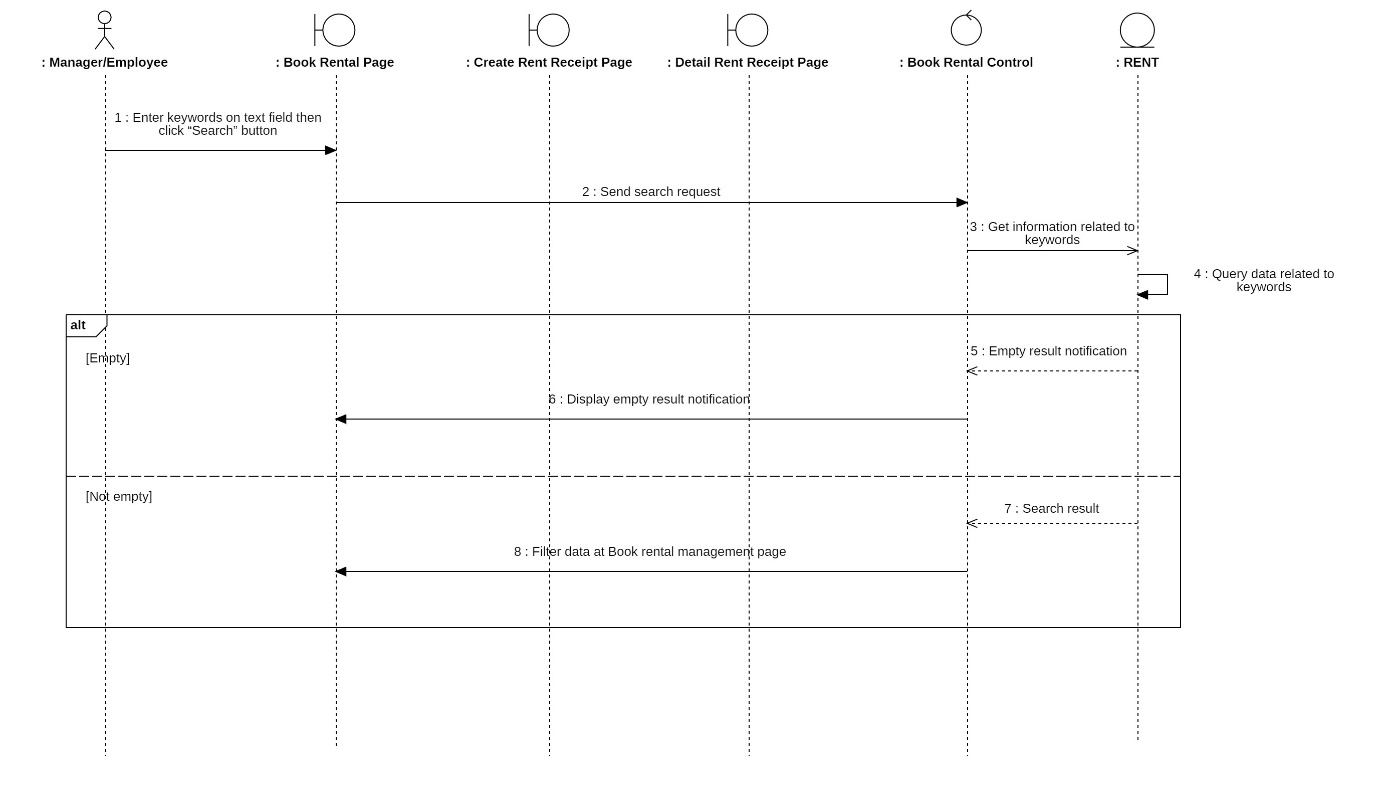 : Manager/Employee
: Book Rental Page
: Create Rent Receipt Page
: Detail Rent Receipt Page
: Book Rental Control
: RENT
1 : Enter keywords on text field then
click “Search” button
2 : Send search request
3 : Get information related to
keywords
4 : Query data related to
keywords
alt
[Empty]
5 : Empty result notification
6 : Display empty result notification
[Not empty]
7 : Search result
8 : Filter data at Book rental management page